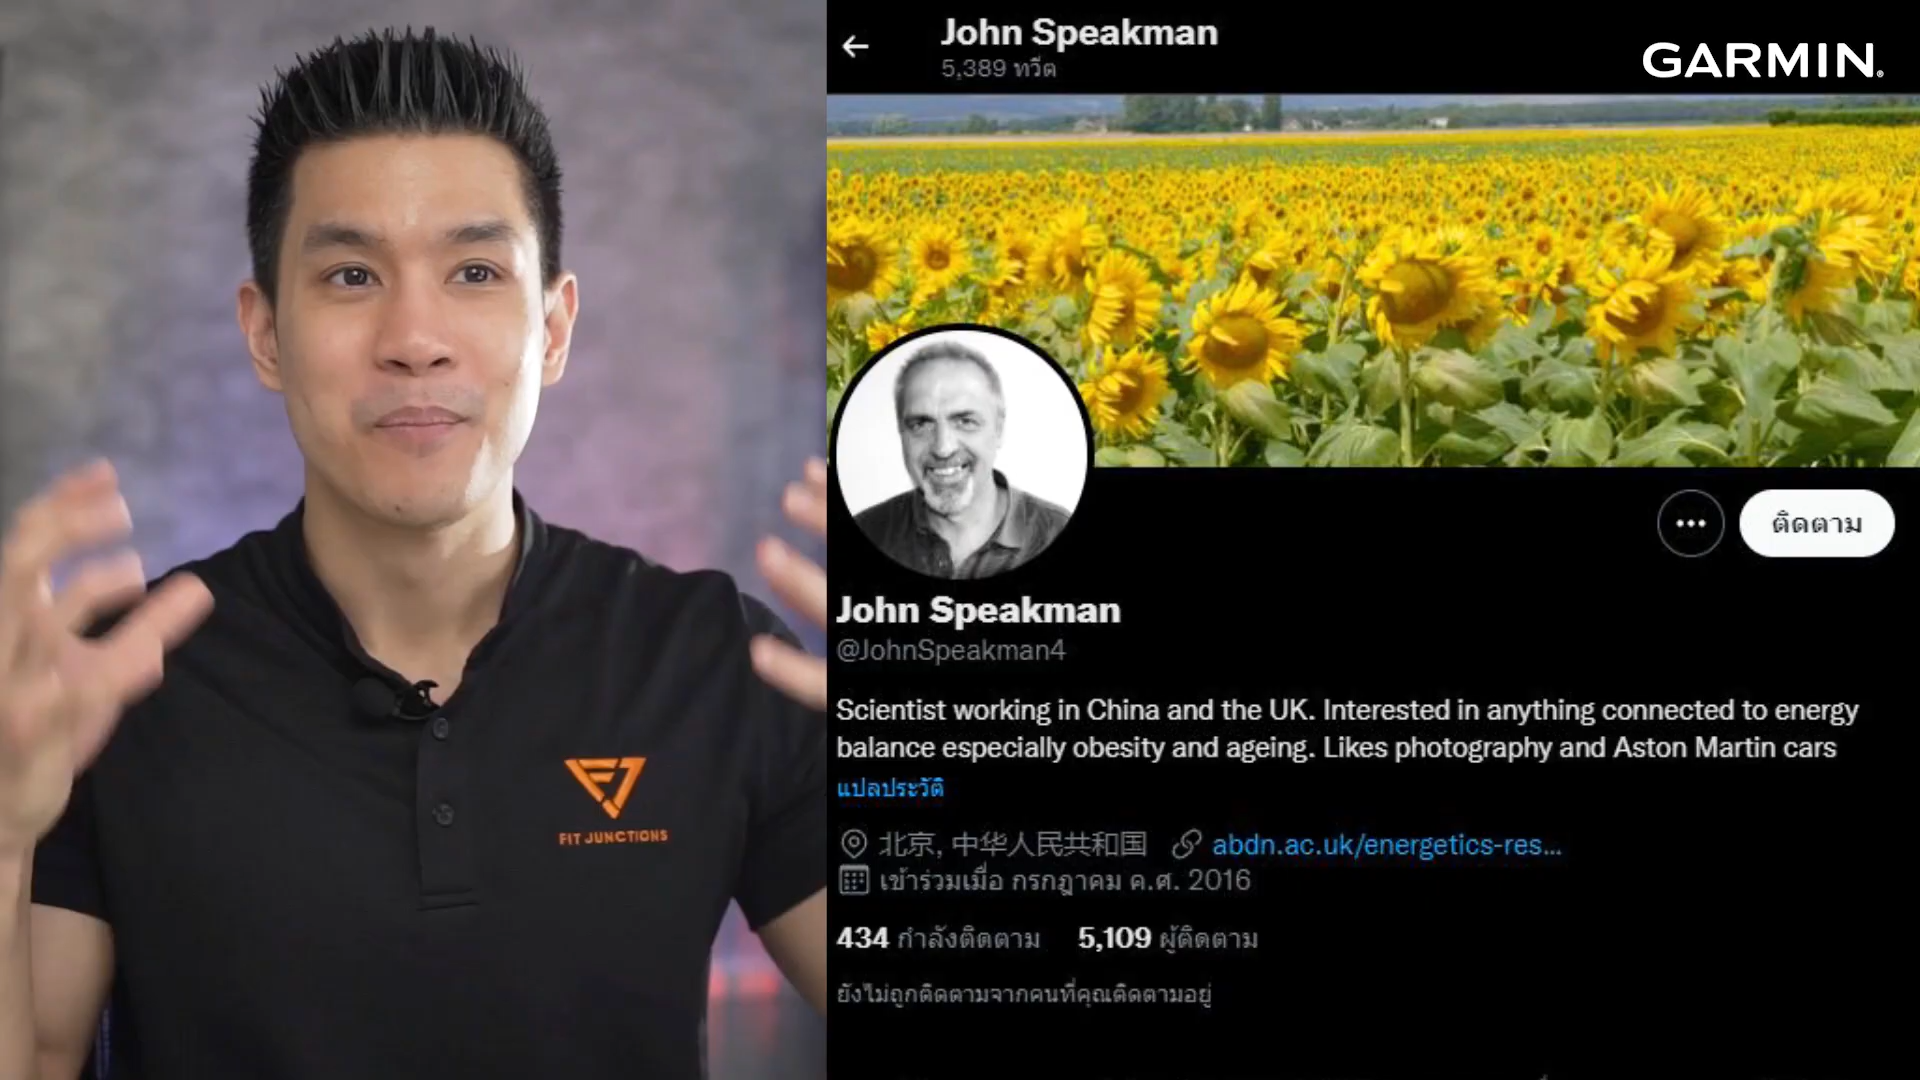 John Speakman
5,389 ทวีต
GARMIN.
ติดตาม
John Speakman
@JohnSpeakman4
Scientist working in China and the UK. Interested in anything connected to energy
balance especially obesity and ageing. Likes photography and Aston Martin cars
แปลประวัติ
北京, 中华人民共和国 abdn.ac.uk/energetics-res...
เข้าร่วมเมื่อ กรกฎาคม ค.ศ. 2016
434 กำลังติดตาม 5,109 ผู้ติดตาม
ยังไม่ถูกติดตามจากคนที่คุณติดตามอยู่
FJ
FIT JUNCTIONS